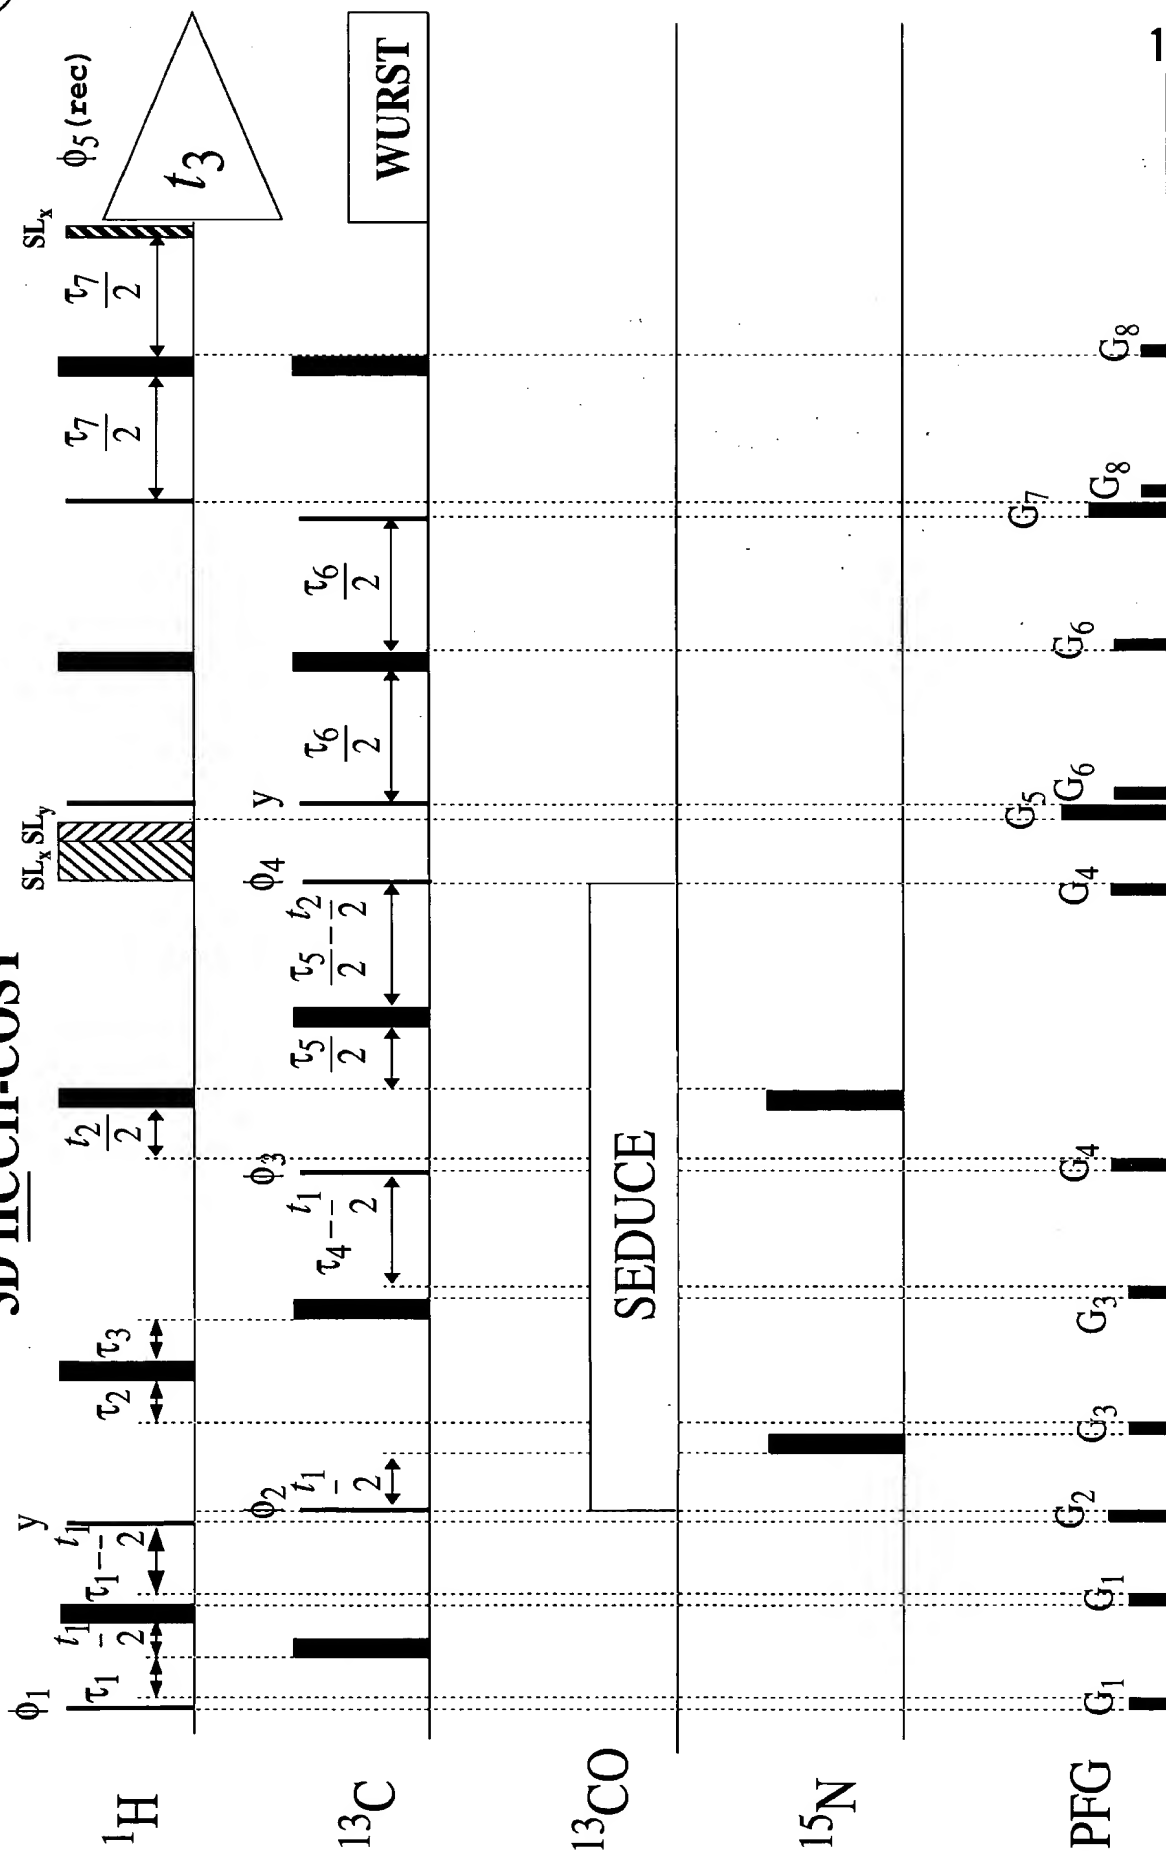 3D HCCH-COSY
φ1
y
SLx SLy
SLx
φ5 (rec)
1H
τ1
t1/2
τ1 - t1/2
τ2
τ3
t2/2
τ7/2
τ7/2
t3
13C
φ2
t1/2
τ4 - t1/2
φ3
τ5/2
τ5/2 - t2/2
φ4
y
τ6/2
τ6/2
WURST
13CO
SEDUCE
15N
PFG
G1
G1
G2
G3
G3
G4
G4
G5
G6
G6
G7
G8
G8
1